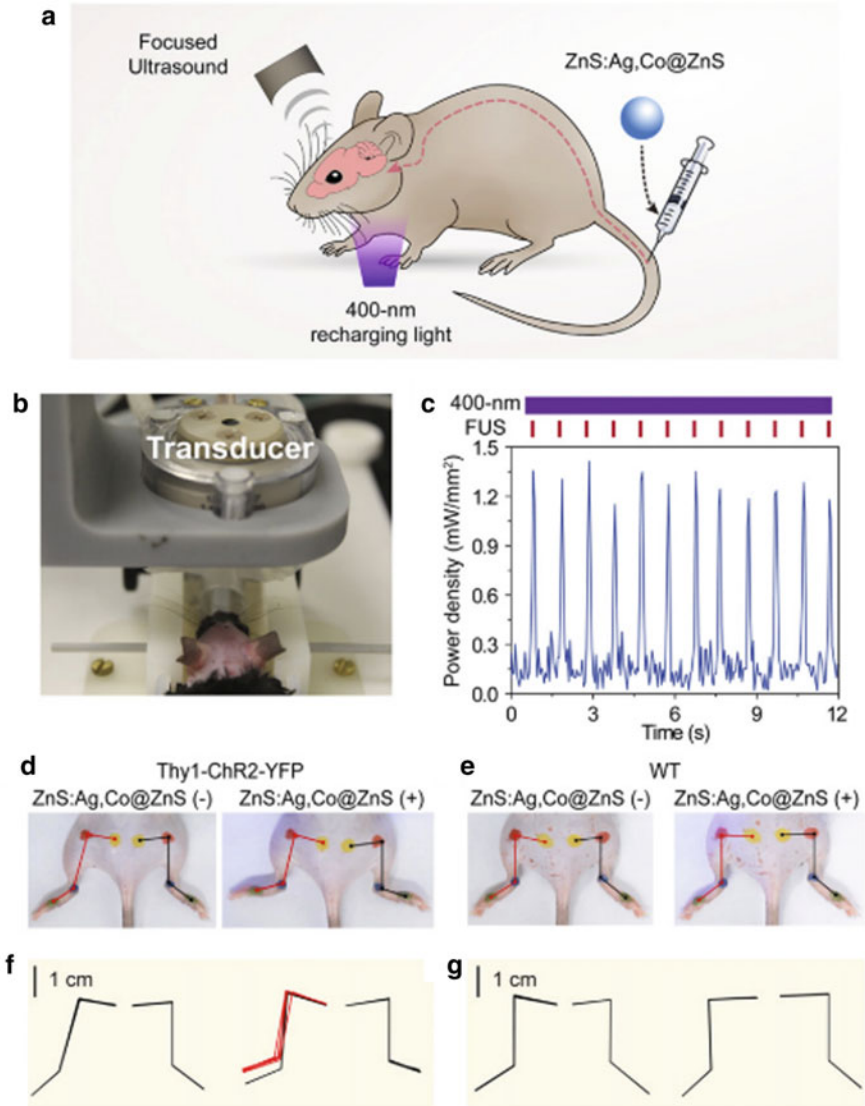 a
Focused
Ultrasound
ZnS:Ag,Co@ZnS
400-nm
recharging light
b
Transducer
c
400-nm
FUS
Power density (mW/mm²)
1.5
1.2
0.9
0.6
0.3
0.0
0
3
6
9
12
Time (s)
d
Thy1-ChR2-YFP
ZnS:Ag,Co@ZnS (-)
ZnS:Ag,Co@ZnS (+)
e
WT
ZnS:Ag,Co@ZnS (-)
ZnS:Ag,Co@ZnS (+)
f
1 cm
g
1 cm